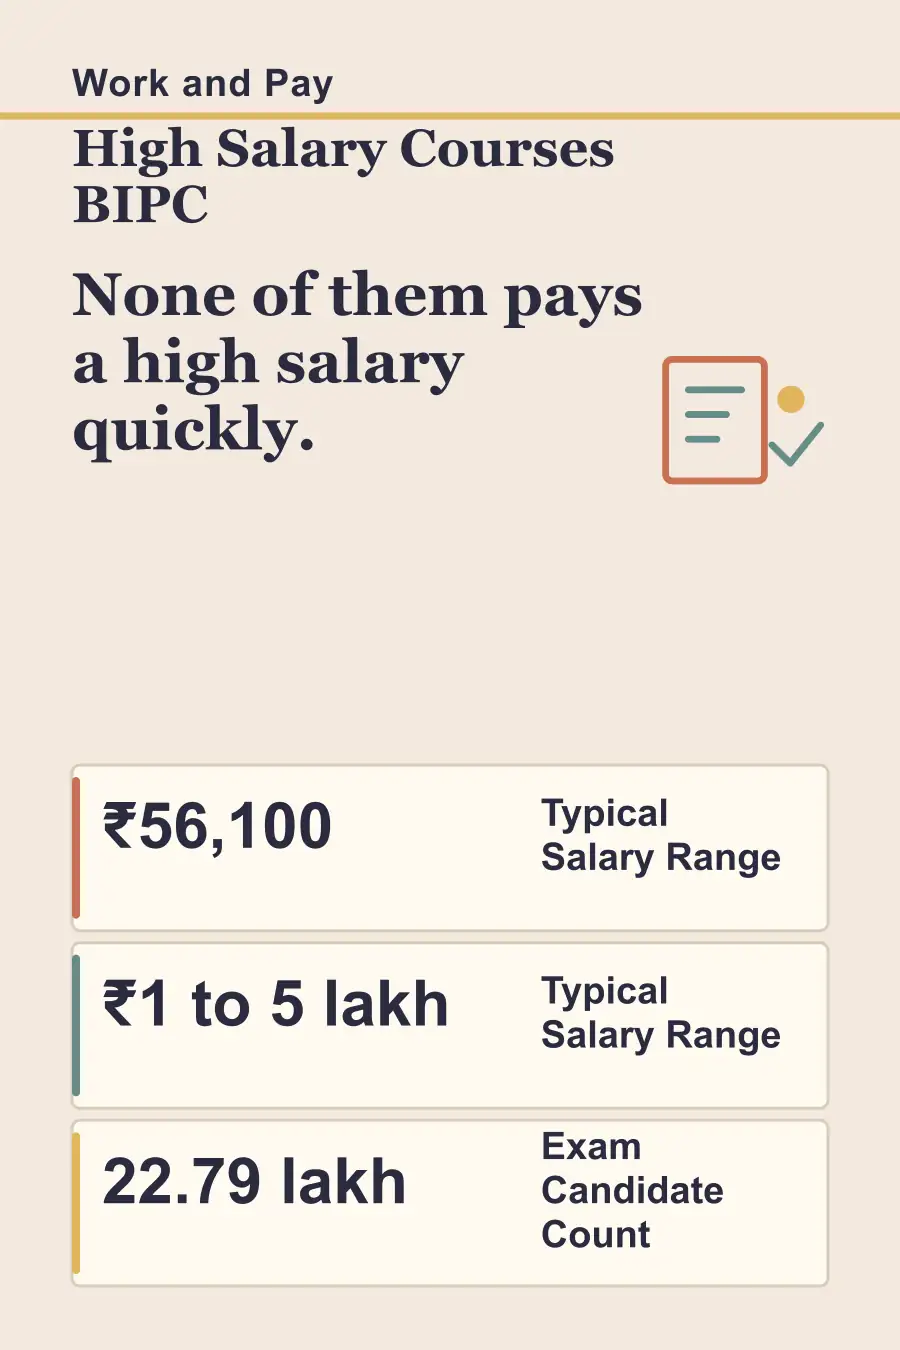 Work and Pay
High Salary Courses
BIPC
None of them pays
a high salary
quickly.
₹56,100
Typical
Salary Range
₹1 to 5 lakh
Typical
Salary Range
22.79 lakh
Exam
Candidate
Count